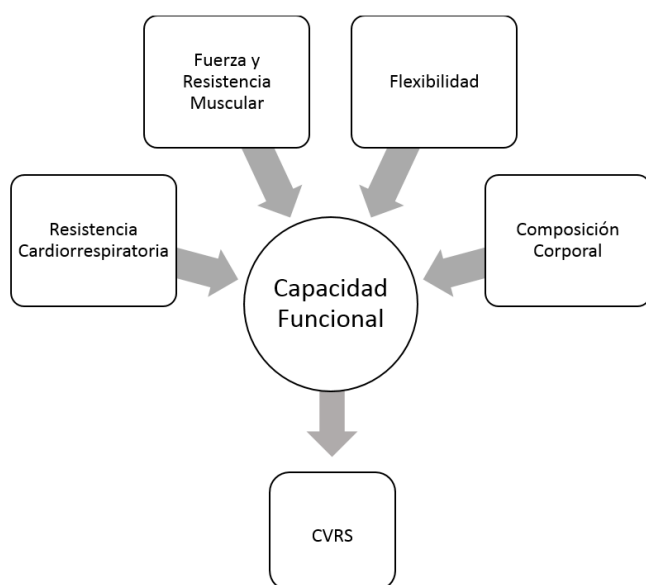 Fuerza y
Resistencia
Muscular
Flexibilidad
Resistencia
Cardiorrespiratoria
Composición
Corporal
Capacidad
Funcional
CVRS